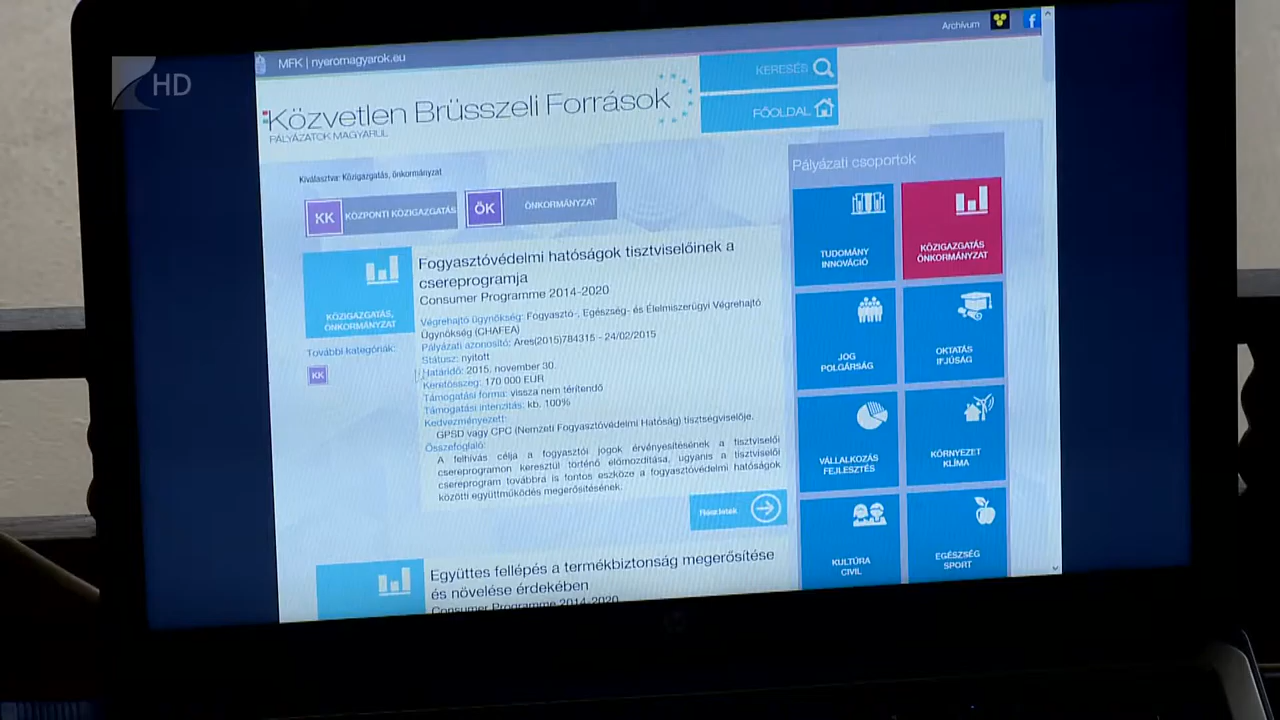 HD
Archívum
MFK | nyeromagyarok.eu
KERESÉS
Közvetlen Brüsszeli Források
PÁLYÁZATOK MAGYARUL
FŐOLDAL
Kiválasztva: Közigazgatás, önkormányzat
KK KÖZPONTI KÖZIGAZGATÁS
ÖK ÖNKORMÁNYZAT
KÖZIGAZGATÁS,
ÖNKORMÁNYZAT
További kategóriák:
KK
Fogyasztóvédelmi hatóságok tisztviselőinek a
csereprogramja
Consumer Programme 2014-2020
Végrehajtó ügynökség: Fogyasztó-, Egészség- és Élelmiszerügyi Végrehajtó
Ügynökség (CHAFEA)
Pályázati azonosító: Ares(2015)784315 - 24/02/2015
Státusz: nyitott
Határidő: 2015. november 30.
Keretösszeg: 170 000 EUR
Támogatási forma: vissza nem térítendő
Támogatási intenzitás: kb. 100%
Kedvezményezett:
GPSD vagy CPC (Nemzeti Fogyasztóvédelmi Hatóság) tisztségviselője.
Összefoglaló:
A felhívás célja a fogyasztói jogok érvényesítésének a tisztviselői
csereprogramon keresztül történő előmozdítása, ugyanis a tisztviselői
csereprogram továbbra is fontos eszköze a fogyasztóvédelmi hatóságok
közötti együttműködés megerősítésének.
Részletek
Együttes fellépés a termékbiztonság megerősítése
és növelése érdekében
Consumer Programme 2014-2020
Pályázati csoportok
TUDOMÁNY
INNOVÁCIÓ
KÖZIGAZGATÁS
ÖNKORMÁNYZAT
JOG
POLGÁRSÁG
OKTATÁS
IFJÚSÁG
VÁLLALKOZÁS
FEJLESZTÉS
KÖRNYEZET
KLÍMA
KULTÚRA
CIVIL
EGÉSZSÉG
SPORT